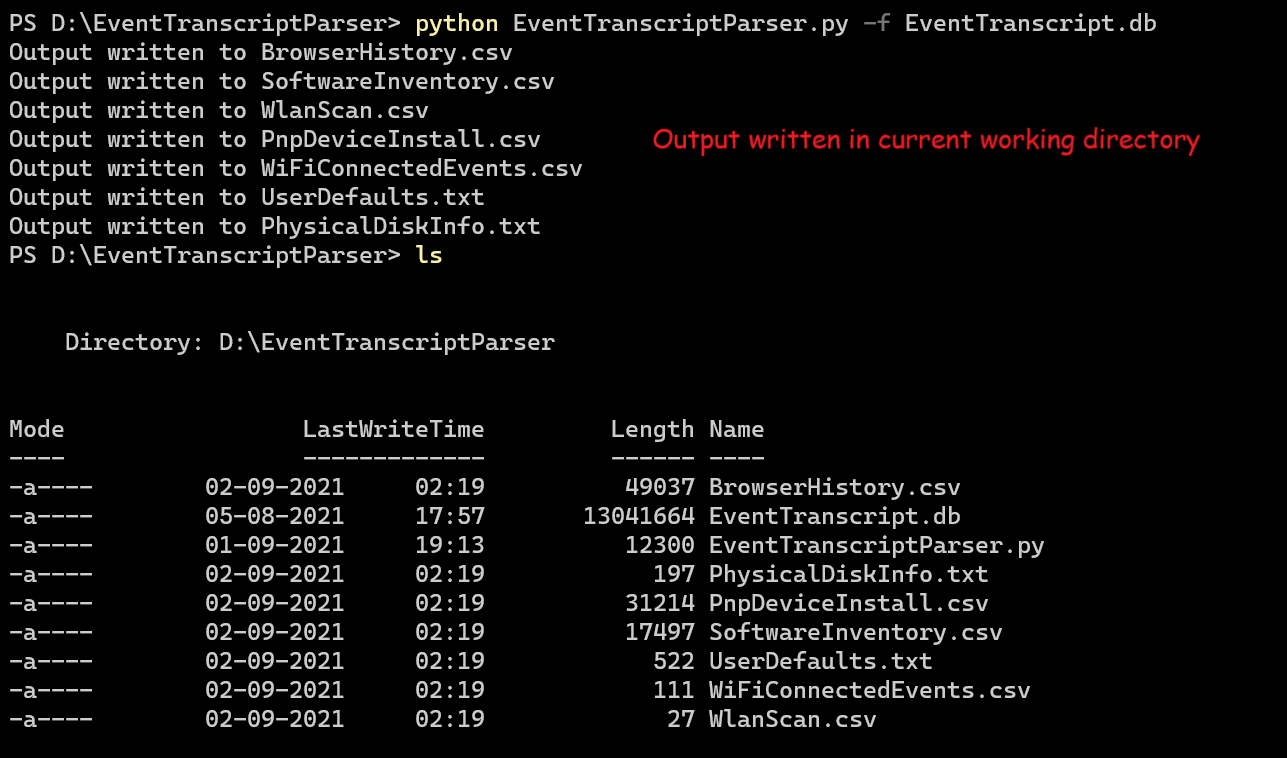 PS D:\EventTranscriptParser> python EventTranscriptParser.py -f EventTranscript.db
Output written to BrowserHistory.csv
Output written to SoftwareInventory.csv
Output written to WlanScan.csv
Output written to PnpDeviceInstall.csv
Output written in current working directory
Output written to WiFiConnectedEvents.csv
Output written to UserDefaults.txt
Output written to PhysicalDiskInfo.txt
PS D:\EventTranscriptParser> ls
Directory: D:\EventTranscriptParser
Mode LastWriteTime Length Name
---- ------------- ------ ----
-a---- 02-09-2021 02:19 49037 BrowserHistory.csv
-a---- 05-08-2021 17:57 13041664 EventTranscript.db
-a---- 01-09-2021 19:13 12300 EventTranscriptParser.py
-a---- 02-09-2021 02:19 197 PhysicalDiskInfo.txt
-a---- 02-09-2021 02:19 31214 PnpDeviceInstall.csv
-a---- 02-09-2021 02:19 17497 SoftwareInventory.csv
-a---- 02-09-2021 02:19 522 UserDefaults.txt
-a---- 02-09-2021 02:19 111 WiFiConnectedEvents.csv
-a---- 02-09-2021 02:19 27 WlanScan.csv